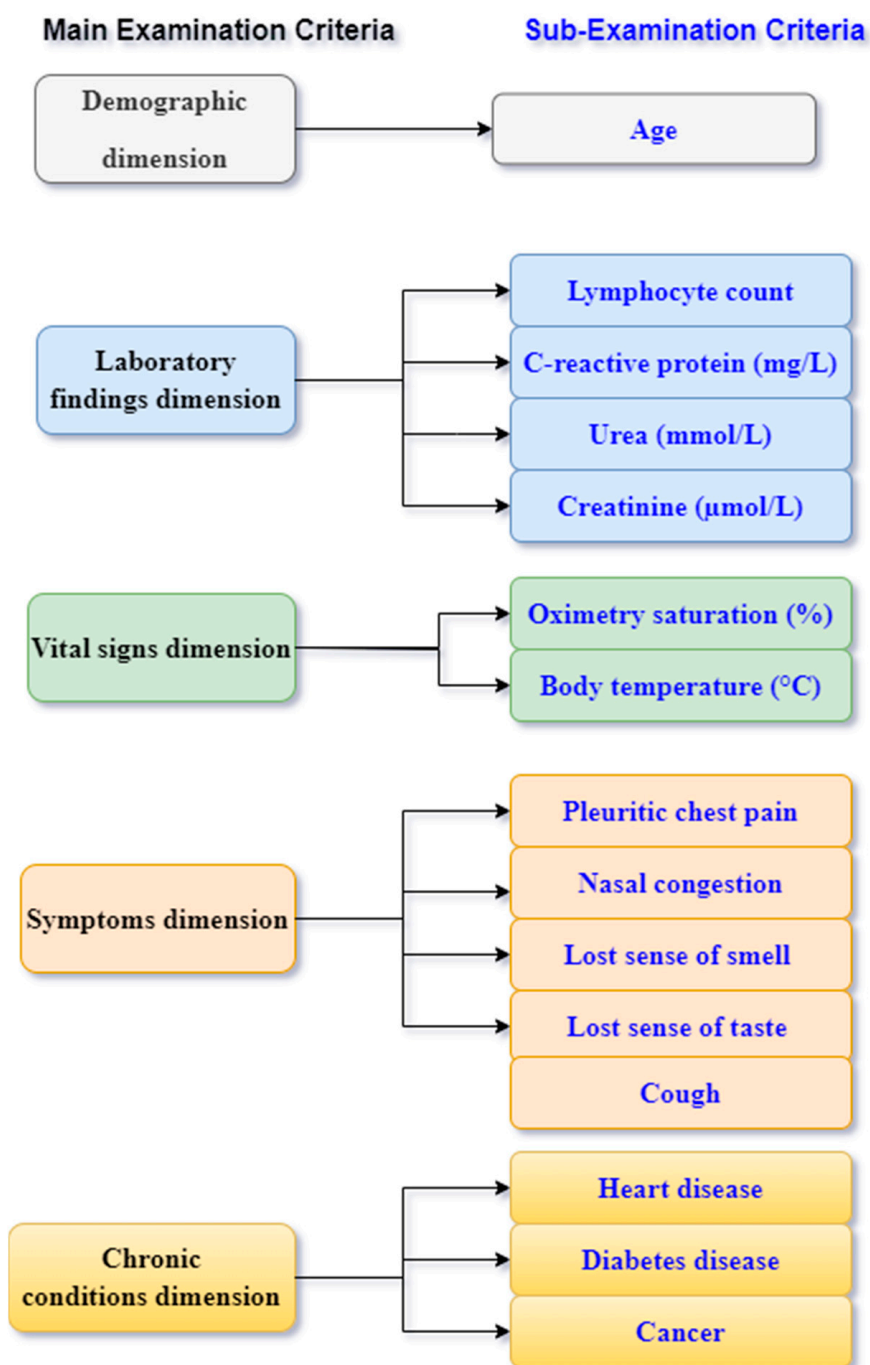 Main Examination Criteria
Sub-Examination Criteria
Demographic
dimension
Age
Laboratory
findings dimension
Lymphocyte count
C-reactive protein (mg/L)
Urea (mmol/L)
Creatinine (µmol/L)
Vital signs dimension
Oximetry saturation (%)
Body temperature (°C)
Symptoms dimension
Pleuritic chest pain
Nasal congestion
Lost sense of smell
Lost sense of taste
Cough
Chronic
conditions dimension
Heart disease
Diabetes disease
Cancer